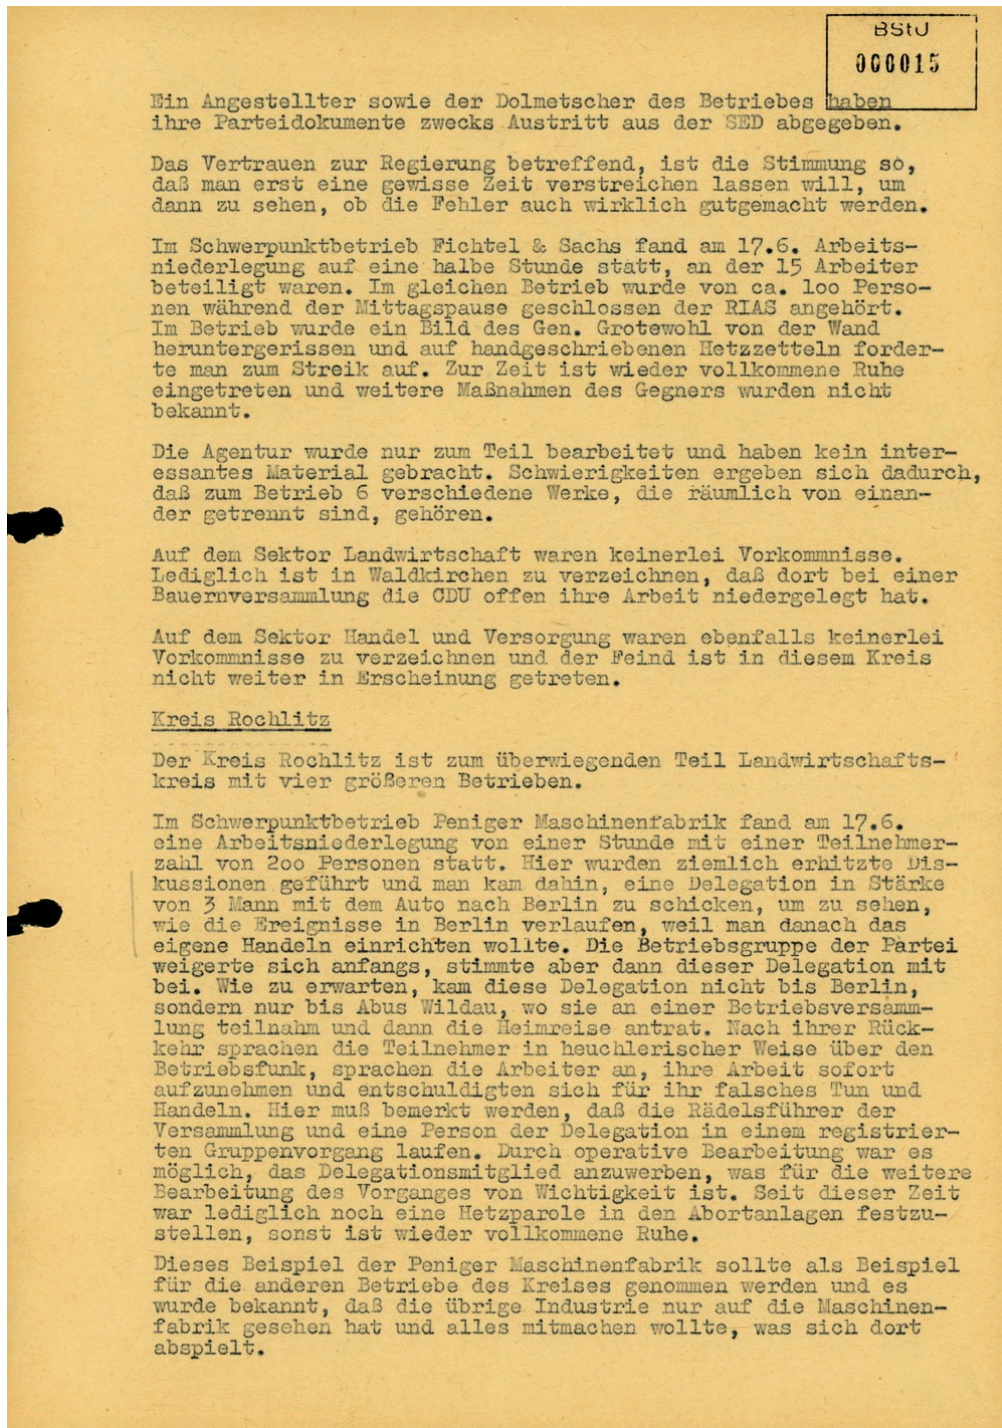 BStU
000015
Ein Angestellter sowie der Dolmetscher des Betriebes haben
ihre Parteidokumente zwecks Austritt aus der SED abgegeben.
Das Vertrauen zur Regierung betreffend, ist die Stimmung so,
daß man erst eine gewisse Zeit verstreichen lassen will, um
dann zu sehen, ob die Fehler auch wirklich gutgemacht werden.
Im Schwerpunktbetrieb Fichtel & Sachs fand am 17.6. Arbeits-
niederlegung auf eine halbe Stunde statt, an der 15 Arbeiter
beteiligt waren. Im gleichen Betrieb wurde von ca. loo Perso-
nen während der Mittagspause geschlossen der RIAS angehört.
Im Betrieb wurde ein Bild des Gen. Grotewohl von der Wand
heruntergerissen und auf handgeschriebenen Hetzzetteln forder-
te man zum Streik auf. Zur Zeit ist wieder vollkommene Ruhe
eingetreten und weitere Maßnahmen des Gegners wurden nicht
bekannt.
Die Agentur wurde nur zum Teil bearbeitet und haben kein inter-
essantes Material gebracht. Schwierigkeiten ergeben sich dadurch,
daß zum Betrieb 6 verschiedene Werke, die räumlich von einan-
der getrennt sind, gehören.
Auf dem Sektor Landwirtschaft waren keinerlei Vorkommnisse.
Lediglich ist in Waldkirchen zu verzeichnen, daß dort bei einer
Bauernversammlung die CDU offen ihre Arbeit niedergelegt hat.
Auf dem Sektor Handel und Versorgung waren ebenfalls keinerlei
Vorkommnisse zu verzeichnen und der Feind ist in diesem Kreis
nicht weiter in Erscheinung getreten.
Kreis Rochlitz
Der Kreis Rochlitz ist zum überwiegenden Teil Landwirtschafts-
kreis mit vier größeren Betrieben.
Im Schwerpunktbetrieb Peniger Maschinenfabrik fand am 17.6.
eine Arbeitsniederlegung von einer Stunde mit einer Teilnehmer-
zahl von 2oo Personen statt. Hier wurden ziemlich erhitzte Dis-
kussionen geführt und man kam dahin, eine Delegation in Stärke
von 3 Mann mit dem Auto nach Berlin zu schicken, um zu sehen,
wie die Ereignisse in Berlin verlaufen, weil man danach das
eigene Handeln einrichten wollte. Die Betriebsgruppe der Partei
weigerte sich anfangs, stimmte aber dann dieser Delegation mit
bei. Wie zu erwarten, kam diese Delegation nicht bis Berlin,
sondern nur bis Abus Wildau, wo sie an einer Betriebsversamm-
lung teilnahm und dann die Heimreise antrat. Nach ihrer Rück-
kehr sprachen die Teilnehmer in heuchlerischer Weise über den
Betriebsfunk, sprachen die Arbeiter an, ihre Arbeit sofort
aufzunehmen und entschuldigten sich für ihr falsches Tun und
Handeln. Hier muß bemerkt werden, daß die Rädelsführer der
Versammlung und eine Person der Delegation in einem registrier-
ten Gruppenvorgang laufen. Durch operative Bearbeitung war es
möglich, das Delegationsmitglied anzuwerben, was für die weitere
Bearbeitung des Vorganges von Wichtigkeit ist. Seit dieser Zeit
war lediglich noch eine Hetzparole in den Abortanlagen festzu-
stellen, sonst ist wieder vollkommene Ruhe.
Dieses Beispiel der Peniger Maschinenfabrik sollte als Beispiel
für die anderen Betriebe des Kreises genommen werden und es
wurde bekannt, daß die übrige Industrie nur auf die Maschinen-
fabrik gesehen hat und alles mitmachen wollte, was sich dort
abspielt.